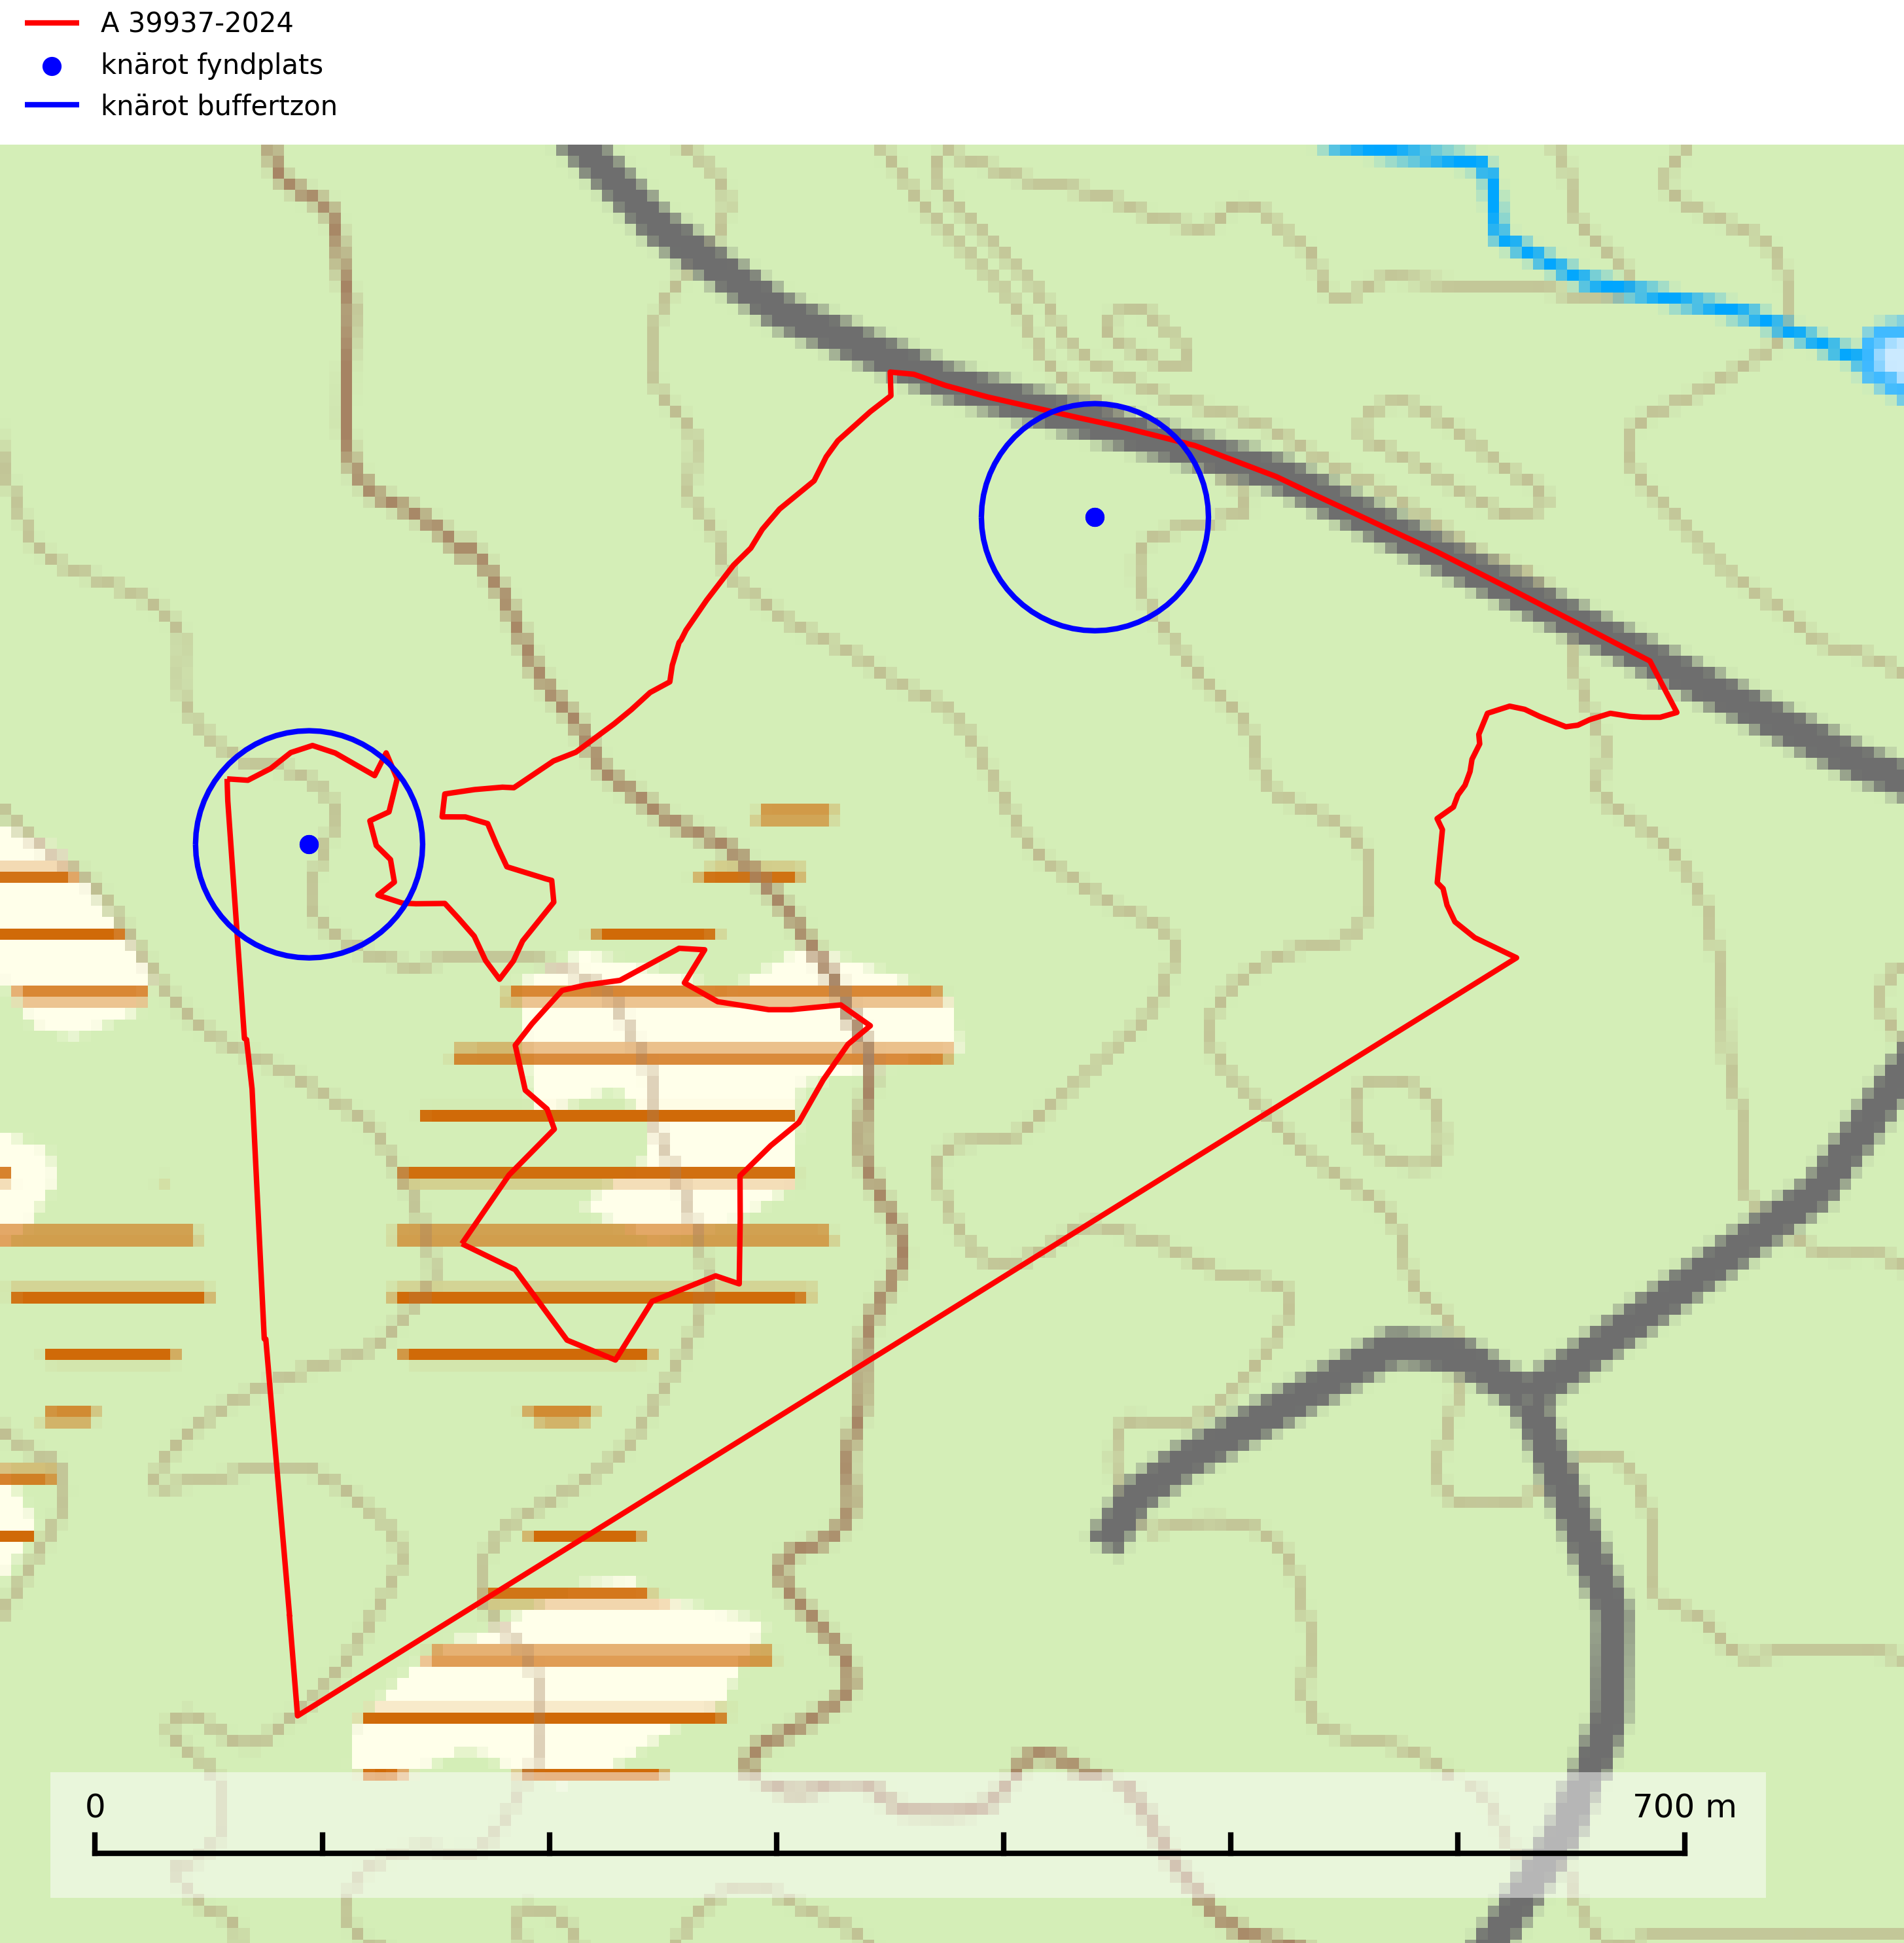 A 39937-2024
knärot fyndplats
knärot buffertzon
0 700 m